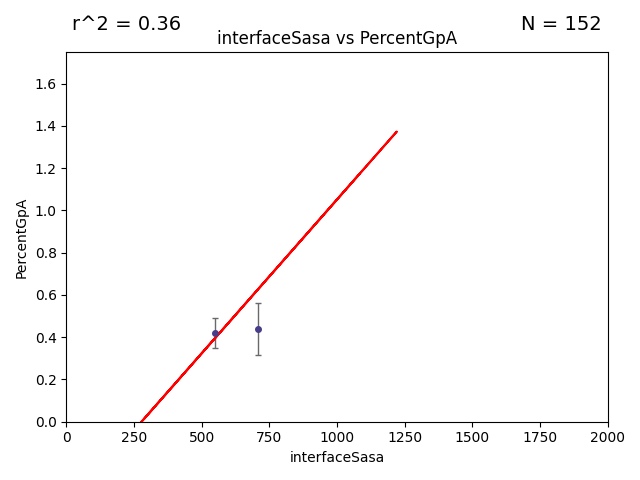 r^2 = 0.36
N = 152
interfaceSasa vs PercentGpA
PercentGpA
1.6
1.4
1.2
1.0
0.8
0.6
0.4
0.2
0.0
0 250 500 750 1000 1250 1500 1750 2000
interfaceSasa